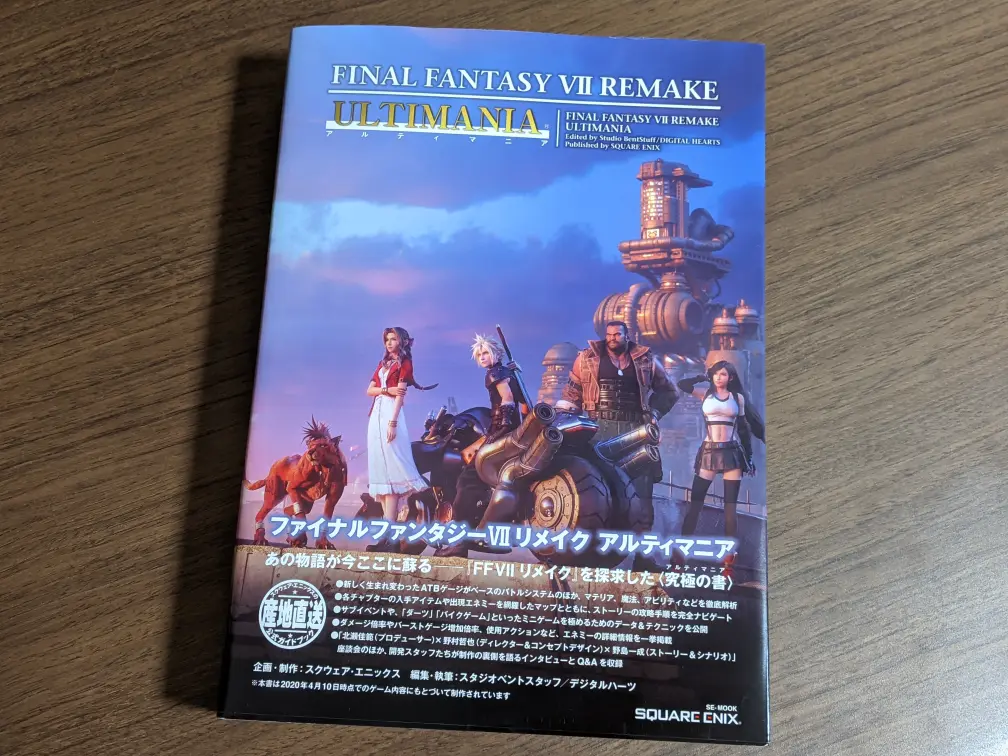 FINAL FANTASY VII REMAKE
ULTIMANIA
アルティマニア
FINAL FANTASY VII REMAKE
ULTIMANIA
Edited by Studio BentStuff/DIGITAL HEARTS
Published by SQUARE ENIX
ファイナルファンタジーVII リメイク アルティマニア
あの物語が今ここに蘇る──『FFVII リメイク』を探求した〈究極の書〉
アルティマニア
スクウェア・エニックスの
産地直送
公式ガイドブック
●新しく生まれ変わったATBゲージがベースのバトルシステムのほか、マテリア、魔法、アビリティなどを徹底解析
●各チャプターの入手アイテムや出現エネミーを網羅したマップとともに、ストーリーの攻略手順を完全ナビゲート
●サブイベントや、「ダーツ」「バイクゲーム」といったミニゲームを極めるためのデータ&テクニックを公開
●ダメージ倍率やバーストゲージ増加倍率、使用アクションなど、エネミーの詳細情報を一挙掲載
●「北瀬佳範(プロデューサー)×野村哲也(ディレクター&コンセプトデザイン)×野島一成(ストーリー&シナリオ)」
座談会のほか、開発スタッフたちが制作の裏側を語るインタビューとQ&Aを収録
企画・制作:スクウェア・エニックス 編集・執筆:スタジオベントスタッフ/デジタルハーツ
※本書は2020年4月10日時点でのゲーム内容にもとづいて制作されています
SE-MOOK
SQUARE ENIX.